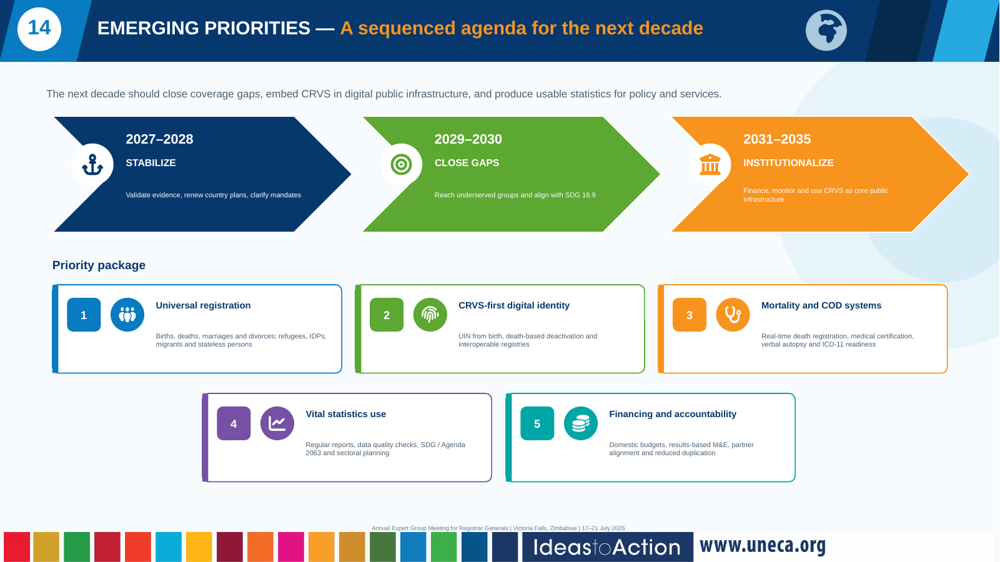 14
EMERGING PRIORITIES — A sequenced agenda for the next decade
The next decade should close coverage gaps, embed CRVS in digital public infrastructure, and produce usable statistics for policy and services.
2027–2028
STABILIZE
Validate evidence, renew country plans, clarify mandates
2029–2030
CLOSE GAPS
Reach underserved groups and align with SDG 16.9
2031–2035
INSTITUTIONALIZE
Finance, monitor and use CRVS as core public
infrastructure
Priority package
1
Universal registration
Births, deaths, marriages and divorces; refugees, IDPs,
migrants and stateless persons
2
CRVS-first digital identity
UIN from birth, death-based deactivation and
interoperable registries
3
Mortality and COD systems
Real-time death registration, medical certification,
verbal autopsy and ICD-11 readiness
4
Vital statistics use
Regular reports, data quality checks, SDG / Agenda
2063 and sectoral planning
5
Financing and accountability
Domestic budgets, results-based M&E, partner
alignment and reduced duplication
Annual Expert Group Meeting for Registrar Generals | Victoria Falls, Zimbabwe | 17–21 July 2026
IdeastoAction
www.uneca.org